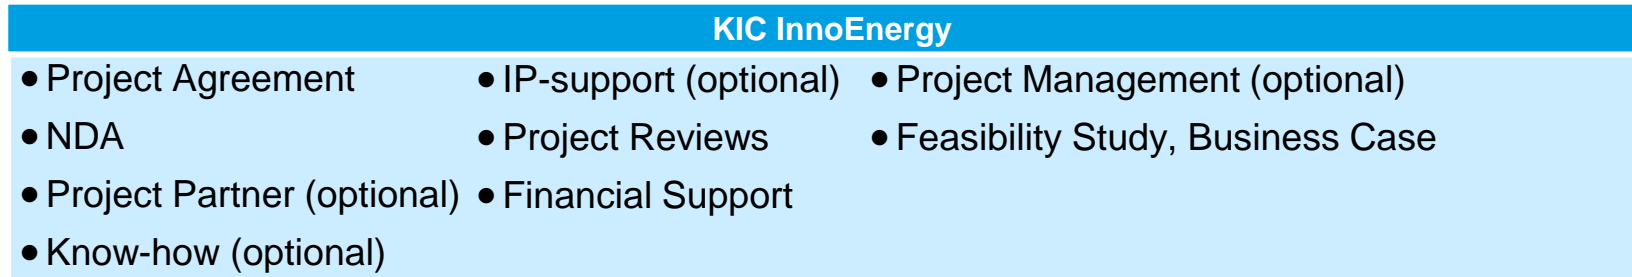 KIC InnoEnergy
• Project Agreement
• NDA
• Project Partner (optional)
• Know-how (optional)
• IP-support (optional)
• Project Reviews
• Financial Support
• Project Management (optional)
• Feasibility Study, Business Case